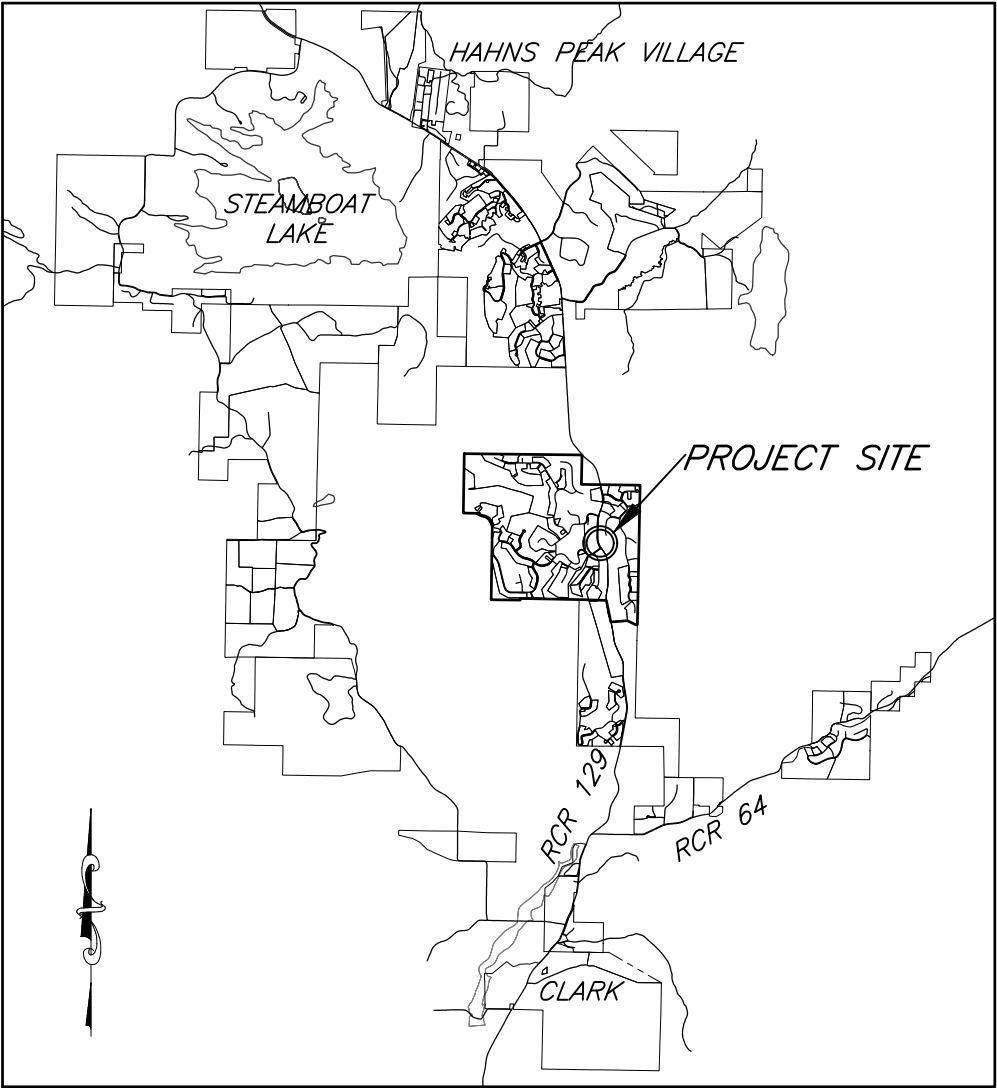 HAHNS PEAK VILLAGE
STEAMBOAT
LAKE
PROJECT SITE
RCR 129
RCR 64
CLARK